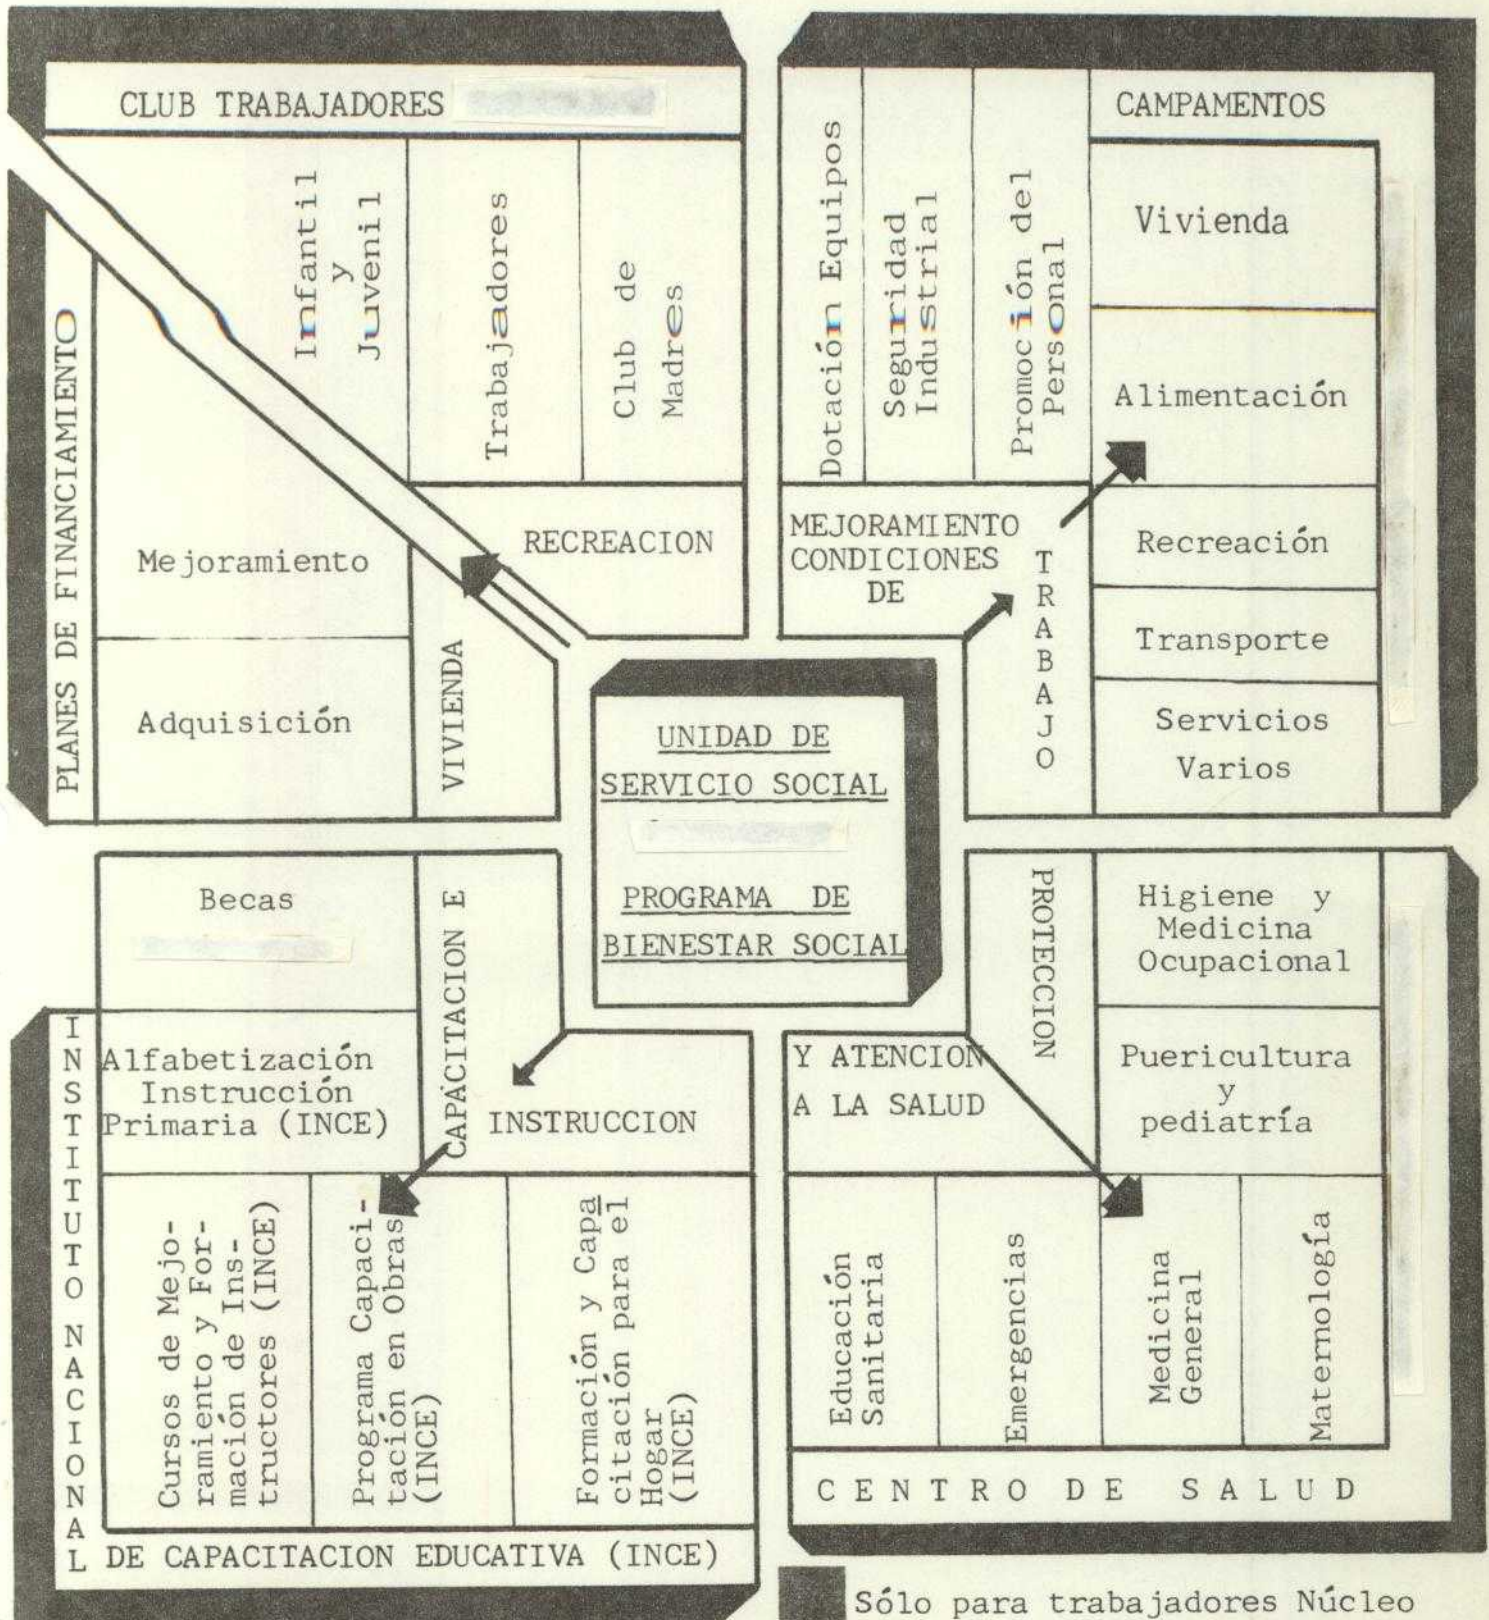 CLUB TRABAJADORES
Infantil
y
Juvenil
Trabajadores
Club de
Madres
RECREACION
PLANES DE FINANCIAMIENTO
Mejoramiento
Adquisición
VIVIENDA
Dotación Equipos
Seguridad
Industrial
Promoción del
Personal
MEJORAMIENTO
CONDICIONES
DE
TRABAJO
CAMPAMENTOS
Vivienda
Alimentación
Recreación
Transporte
Servicios
Varios
UNIDAD DE
SERVICIO SOCIAL
PROGRAMA DE
BIENESTAR SOCIAL
Becas
Alfabetización
Instrucción
Primaria (INCE)
CAPACITACION E
INSTRUCCION
Cursos de Mejo-
ramiento y For-
mación de Ins-
tructores (INCE)
Programa Capaci-
tación en Obras
(INCE)
Formación y Capa
citación para el
Hogar
(INCE)
INSTITUTO NACIONAL
DE CAPACITACION EDUCATIVA (INCE)
PROTECCION
Y ATENCION
A LA SALUD
Higiene y
Medicina
Ocupacional
Puericultura
y
pediatría
Educación
Sanitaria
Emergencias
Medicina
General
Maternología
CENTRO DE SALUD
Sólo para trabajadores Núcleo